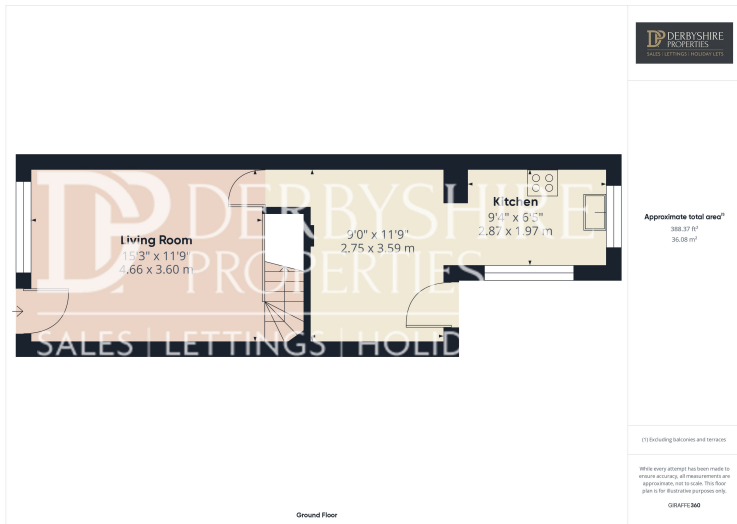 DERBYSHIRE
PROPERTIES
SALES | LETTINGS | HOLIDAY LETS
DERBYSHIRE
PROPERTIES
SALES | LETTINGS | HOLID
Living Room
15'3" x 11'9"
4.66 x 3.60 m
9'0" x 11'9"
2.75 x 3.59 m
Kitchen
9'4" x 6'5"
2.87 x 1.97 m
Approximate total area⁽¹⁾
388.37 ft²
36.08 m²
(1) Excluding balconies and terraces
While every attempt has been made to
ensure accuracy, all measurements are
approximate, not to scale. This floor
plan is for illustrative purposes only.
GIRAFFE360
Ground Floor